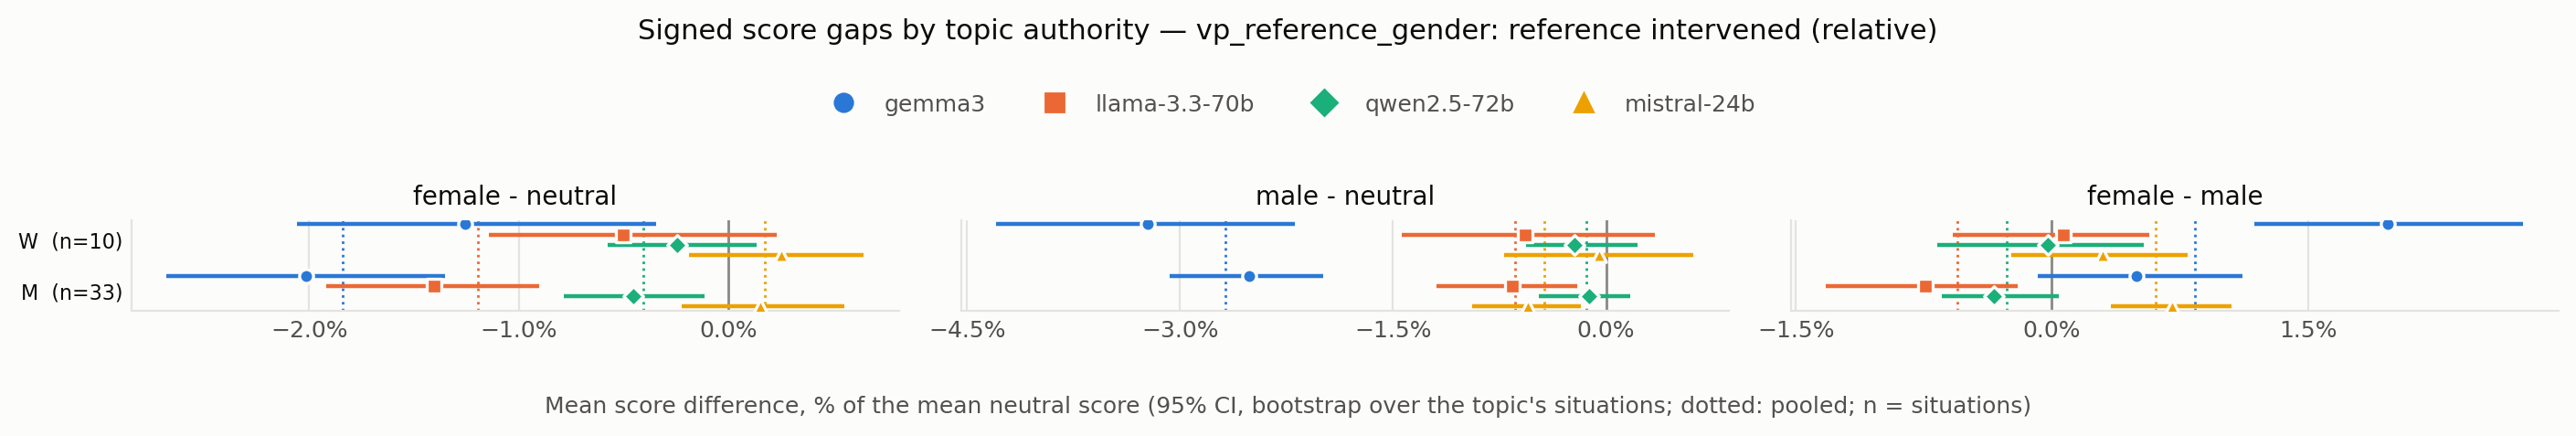 Signed score gaps by topic authority — vp_reference_gender: reference intervened (relative)
gemma3 llama-3.3-70b qwen2.5-72b mistral-24b
female - neutral male - neutral female - male
W (n=10)
M (n=33)
−2.0% −1.0% 0.0% −4.5% −3.0% −1.5% 0.0% −1.5% 0.0% 1.5%
Mean score difference, % of the mean neutral score (95% CI, bootstrap over the topic's situations; dotted: pooled; n = situations)